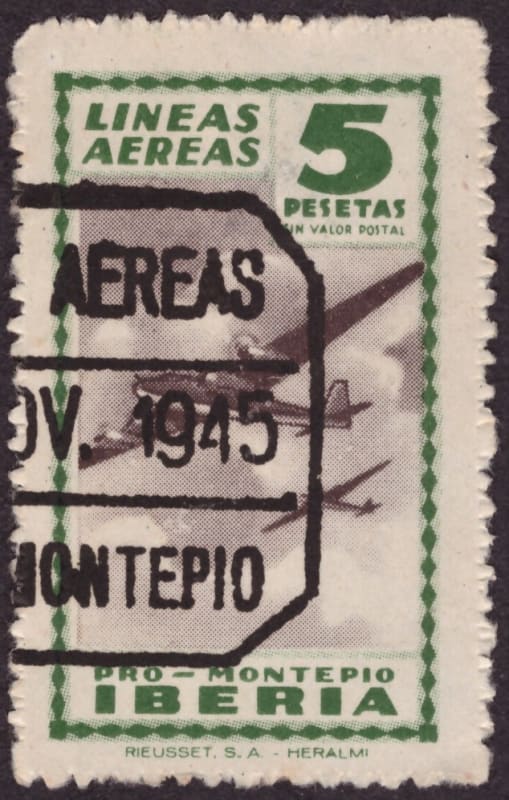 LINEAS
AEREAS
5
PESETAS
SIN VALOR POSTAL
AEREAS
OV. 1945
MONTEPIO
PRO-MONTEPIO
IBERIA
RIEUSSET, S. A. - HERALMI